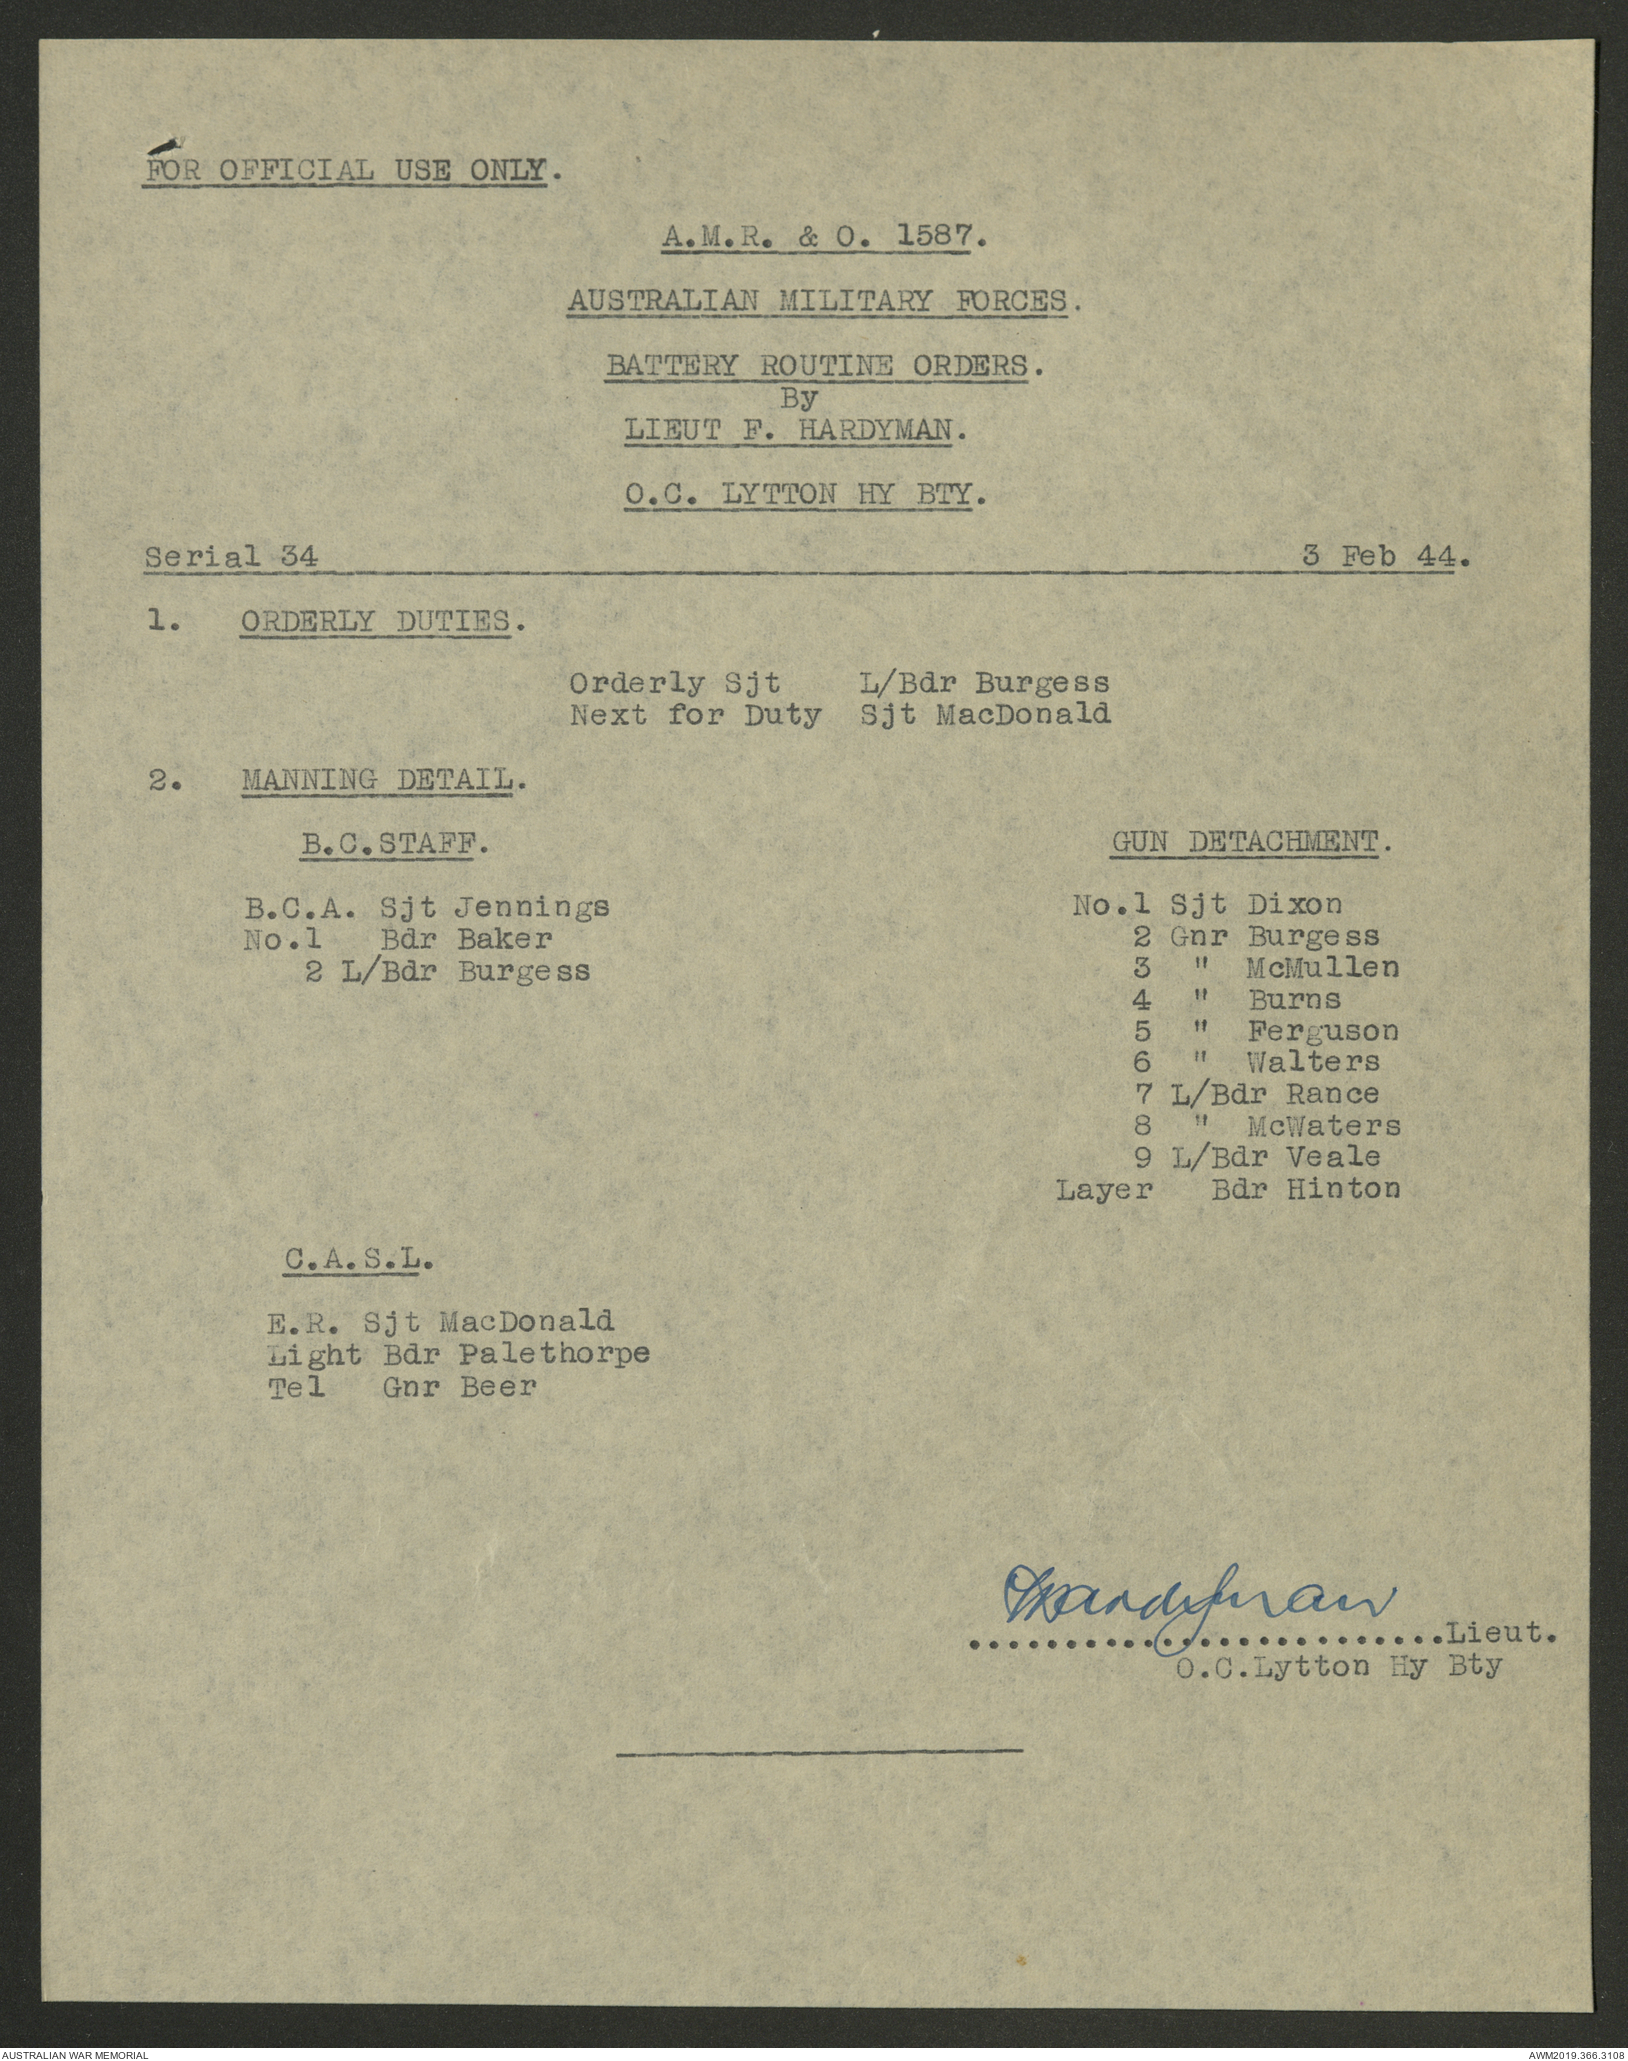 FOR OFFICIAL USE ONLY.
A.M.R. & O. 1587.
AUSTRALIAN MILITARY FORCES.
BATTERY ROUTINE ORDERS.
By
LIEUT F. HARDYMAN.
O.C. LYTTON HY BTY.
Serial 34 3 Feb 44.
1. ORDERLY DUTIES.
Orderly Sjt L/Bdr Burgess
Next for Duty Sjt MacDonald
2. MANNING DETAIL.
B.C.STAFF.
B.C.A. Sjt Jennings
No.1 Bdr Baker
2 L/Bdr Burgess
GUN DETACHMENT.
No.1 Sjt Dixon
2 Gnr Burgess
3 " McMullen
4 " Burns
5 " Ferguson
6 " Walters
7 L/Bdr Rance
8 " McWaters
9 L/Bdr Veale
Layer Bdr Hinton
C.A.S.L.
E.R. Sjt MacDonald
Light Bdr Palethorpe
Tel Gnr Beer
Hardyman
.........................Lieut.
O.C.Lytton Hy Bty
AUSTRALIAN WAR MEMORIAL AWM2019.366.3108